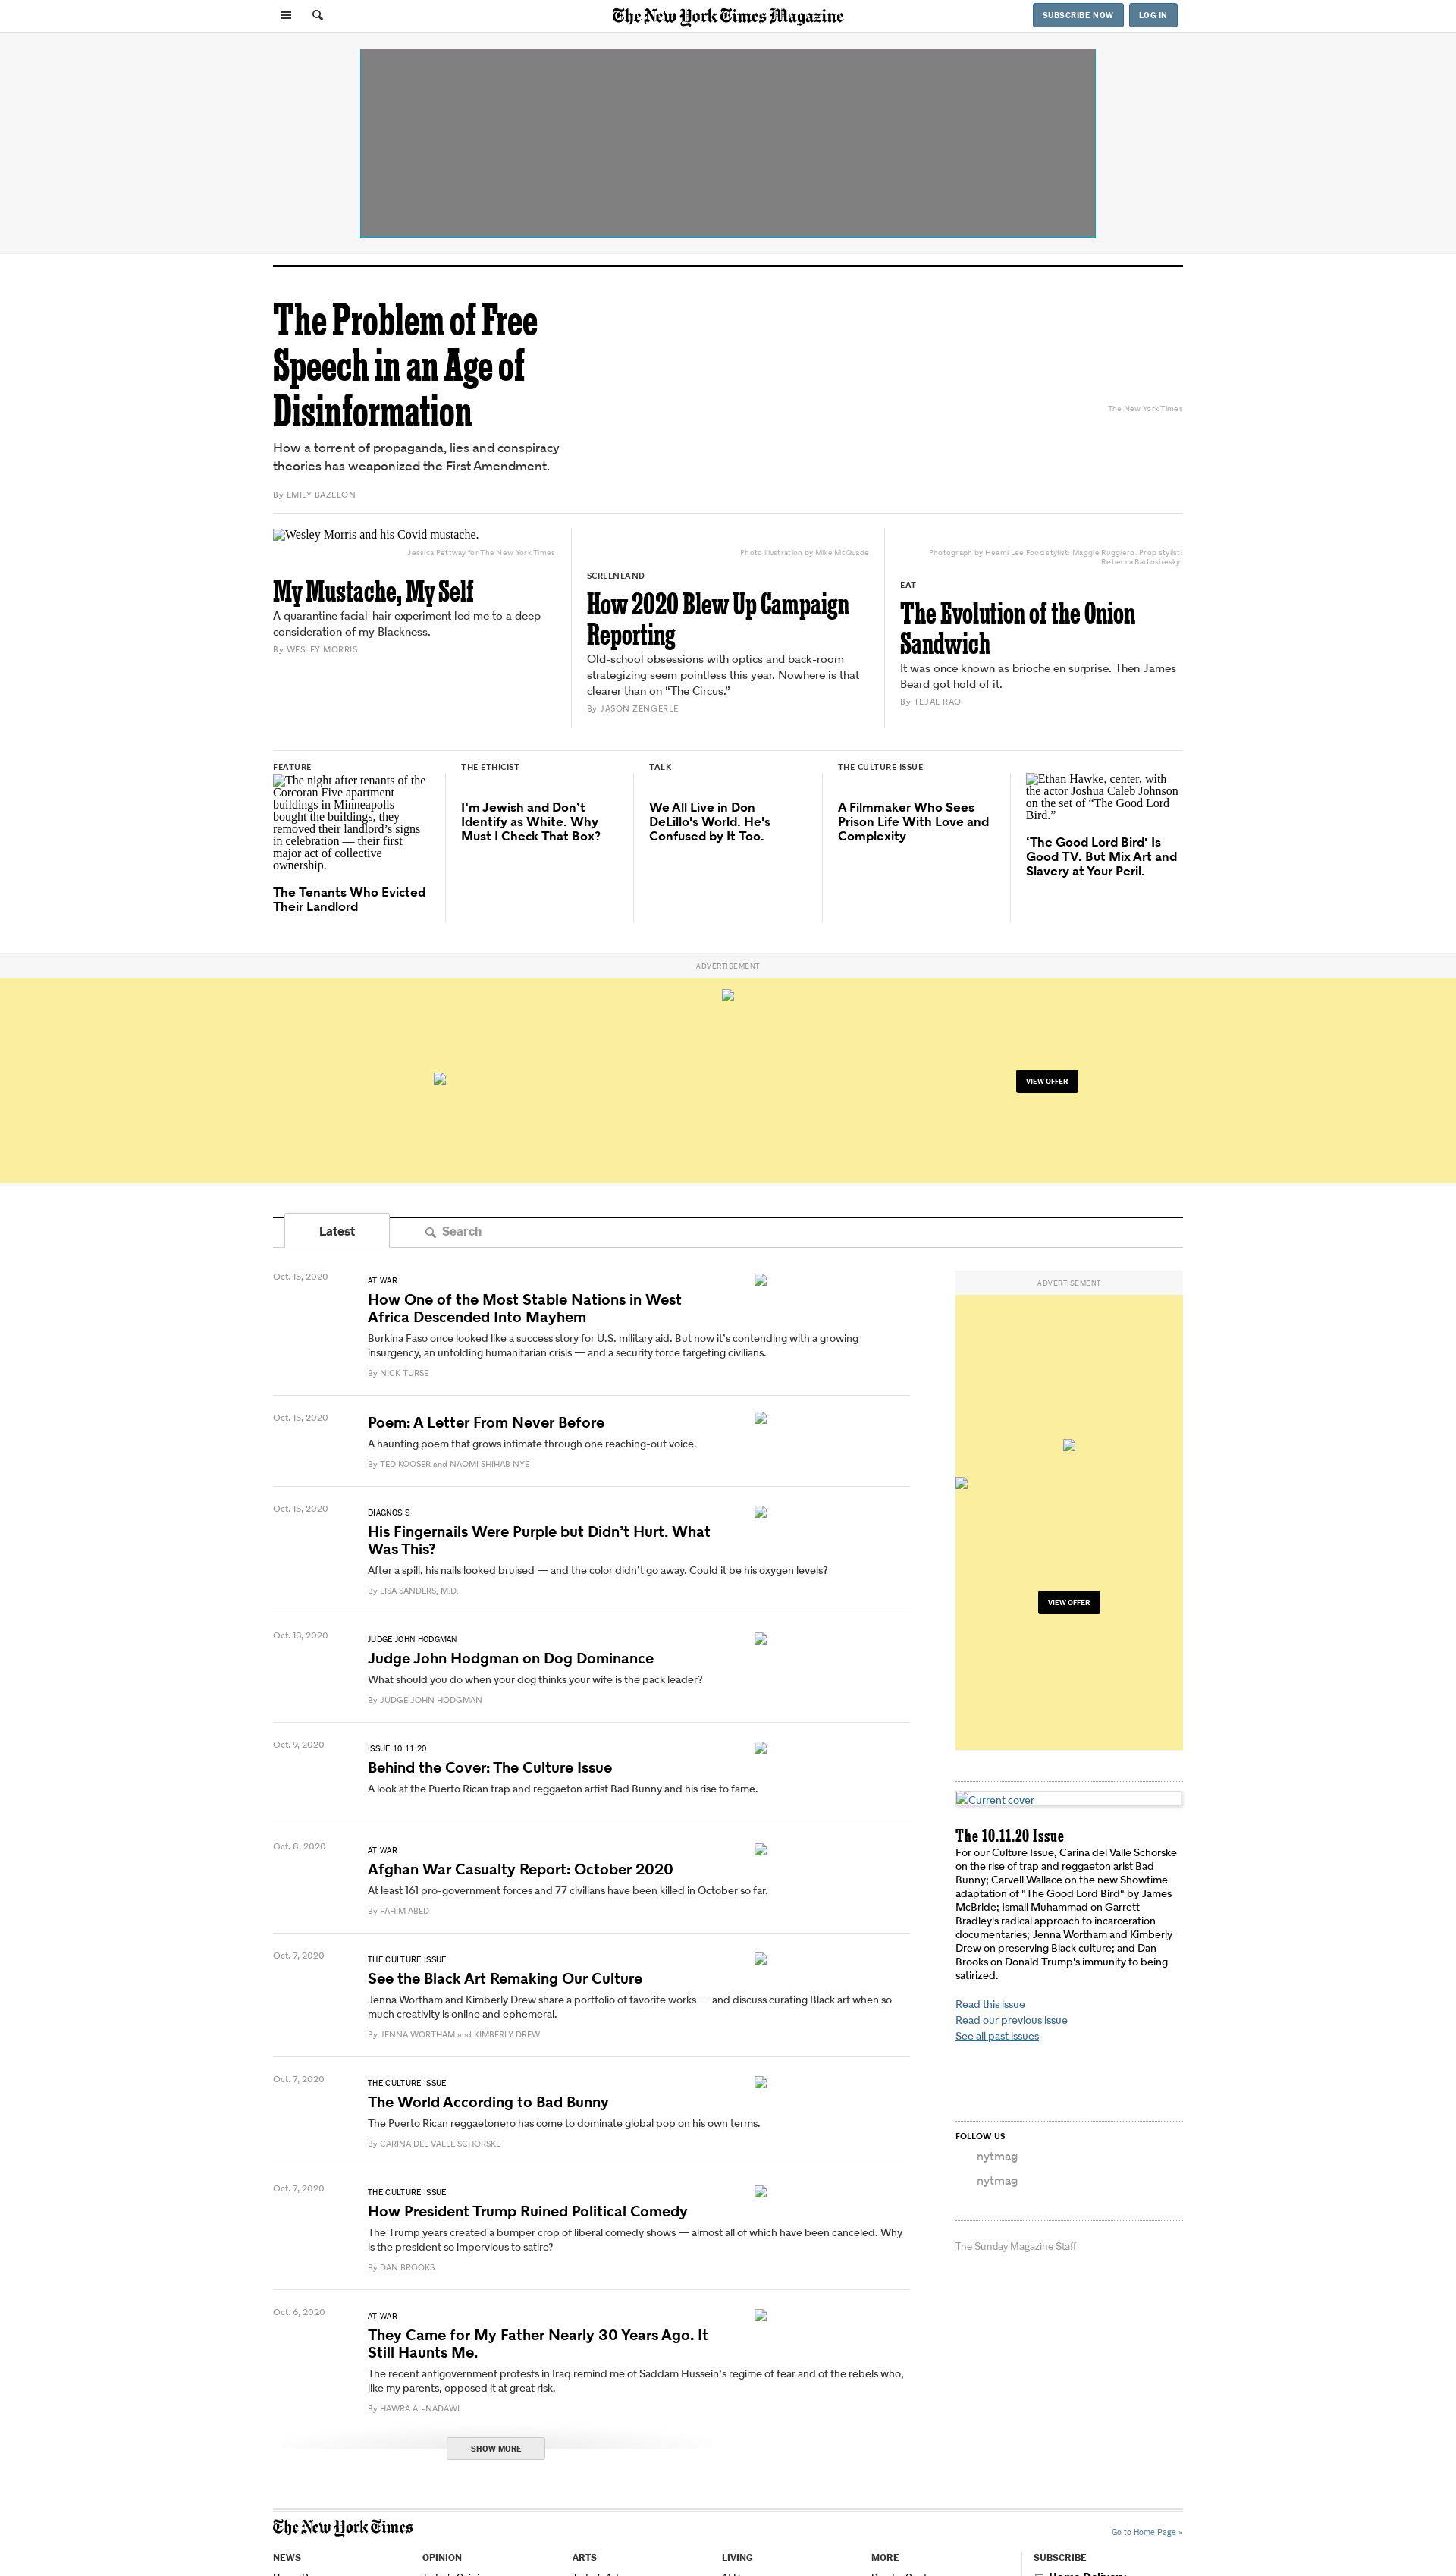 The New York Times Magazine
SUBSCRIBE NOW
LOG IN
The Problem of Free
Speech in an Age of
Disinformation
How a torrent of propaganda, lies and conspiracy
theories has weaponized the First Amendment.
By EMILY BAZELON
The New York Times
Wesley Morris and his Covid mustache.
Jessica Pettway for The New York Times
My Mustache, My Self
A quarantine facial-hair experiment led me to a deep
consideration of my Blackness.
By WESLEY MORRIS
Photo illustration by Mike McQuade
SCREENLAND
How 2020 Blew Up Campaign
Reporting
Old-school obsessions with optics and back-room
strategizing seem pointless this year. Nowhere is that
clearer than on “The Circus.”
By JASON ZENGERLE
Photograph by Heami Lee Food stylist: Maggie Ruggiero. Prop stylist:
Rebecca Bartoshesky.
EAT
The Evolution of the Onion
Sandwich
It was once known as brioche en surprise. Then James
Beard got hold of it.
By TEJAL RAO
FEATURE
The night after tenants of the
Corcoran Five apartment
buildings in Minneapolis
bought the buildings, they
removed their landlord’s signs
in celebration — their first
major act of collective
ownership.
The Tenants Who Evicted
Their Landlord
THE ETHICIST
I’m Jewish and Don’t
Identify as White. Why
Must I Check That Box?
TALK
We All Live in Don
DeLillo's World. He's
Confused by It Too.
THE CULTURE ISSUE
A Filmmaker Who Sees
Prison Life With Love and
Complexity
Ethan Hawke, center, with
the actor Joshua Caleb Johnson
on the set of “The Good Lord
Bird.”
‘The Good Lord Bird’ Is
Good TV. But Mix Art and
Slavery at Your Peril.
ADVERTISEMENT
VIEW OFFER
Latest
Search
Oct. 15, 2020
AT WAR
How One of the Most Stable Nations in West
Africa Descended Into Mayhem
Burkina Faso once looked like a success story for U.S. military aid. But now it’s contending with a growing
insurgency, an unfolding humanitarian crisis — and a security force targeting civilians.
By NICK TURSE
Oct. 15, 2020
Poem: A Letter From Never Before
A haunting poem that grows intimate through one reaching-out voice.
By TED KOOSER and NAOMI SHIHAB NYE
Oct. 15, 2020
DIAGNOSIS
His Fingernails Were Purple but Didn’t Hurt. What
Was This?
After a spill, his nails looked bruised — and the color didn’t go away. Could it be his oxygen levels?
By LISA SANDERS, M.D.
Oct. 13, 2020
JUDGE JOHN HODGMAN
Judge John Hodgman on Dog Dominance
What should you do when your dog thinks your wife is the pack leader?
By JUDGE JOHN HODGMAN
Oct. 9, 2020
ISSUE 10.11.20
Behind the Cover: The Culture Issue
A look at the Puerto Rican trap and reggaeton artist Bad Bunny and his rise to fame.
Oct. 8, 2020
AT WAR
Afghan War Casualty Report: October 2020
At least 161 pro-government forces and 77 civilians have been killed in October so far.
By FAHIM ABED
Oct. 7, 2020
THE CULTURE ISSUE
See the Black Art Remaking Our Culture
Jenna Wortham and Kimberly Drew share a portfolio of favorite works — and discuss curating Black art when so
much creativity is online and ephemeral.
By JENNA WORTHAM and KIMBERLY DREW
Oct. 7, 2020
THE CULTURE ISSUE
The World According to Bad Bunny
The Puerto Rican reggaetonero has come to dominate global pop on his own terms.
By CARINA DEL VALLE SCHORSKE
Oct. 7, 2020
THE CULTURE ISSUE
How President Trump Ruined Political Comedy
The Trump years created a bumper crop of liberal comedy shows — almost all of which have been canceled. Why
is the president so impervious to satire?
By DAN BROOKS
Oct. 6, 2020
AT WAR
They Came for My Father Nearly 30 Years Ago. It
Still Haunts Me.
The recent antigovernment protests in Iraq remind me of Saddam Hussein’s regime of fear and of the rebels who,
like my parents, opposed it at great risk.
By HAWRA AL-NADAWI
SHOW MORE
ADVERTISEMENT
VIEW OFFER
Current cover
The 10.11.20 Issue
For our Culture Issue, Carina del Valle Schorske
on the rise of trap and reggaeton arist Bad
Bunny; Carvell Wallace on the new Showtime
adaptation of "The Good Lord Bird" by James
McBride; Ismail Muhammad on Garrett
Bradley's radical approach to incarceration
documentaries; Jenna Wortham and Kimberly
Drew on preserving Black culture; and Dan
Brooks on Donald Trump's immunity to being
satirized.
Read this issue
Read our previous issue
See all past issues
FOLLOW US
nytmag
nytmag
The Sunday Magazine Staff
The New York Times
Go to Home Page »
NEWS
OPINION
ARTS
LIVING
MORE
SUBSCRIBE